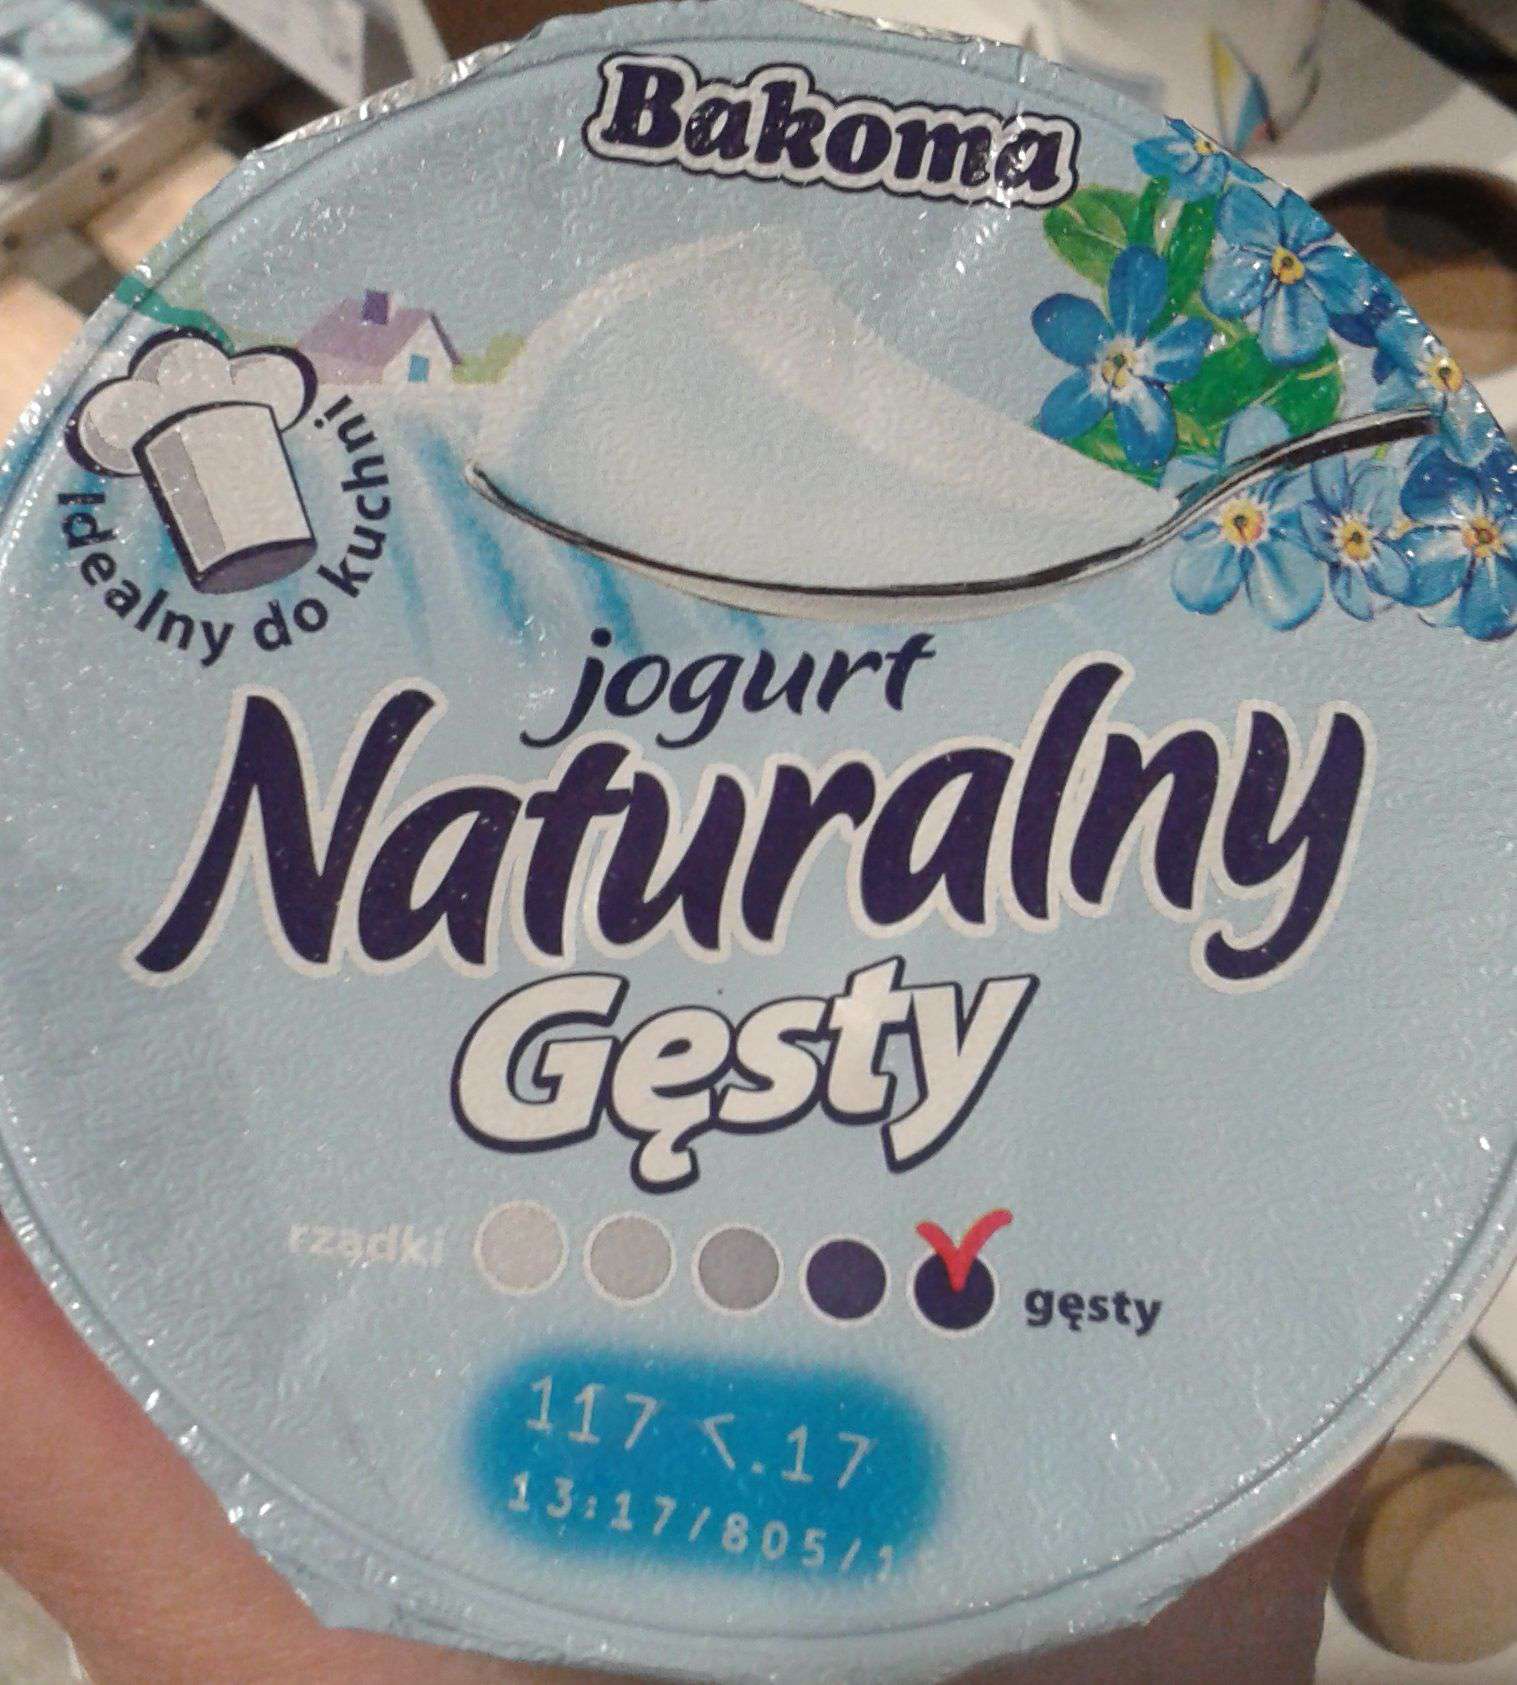 Bakoma
idealny do kuchni
jogurt
Naturalny
Gęsty
rzadki
gęsty
13:17/805/1